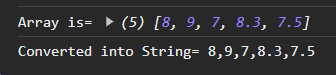 Array is= ▶ (5) [8, 9, 7, 8.3, 7.5]
Converted into String= 8,9,7,8.3,7.5